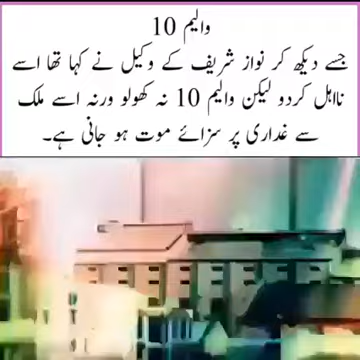 والیم 10
جسے دیکھ کر نواز شریف کے وکیل نے کہا تھا اسے
نااہل کردو لیکن والیم 10 نہ کھولو ورنہ اسے ملک
سے غداری پر سزائے موت ہو جانی ہے۔